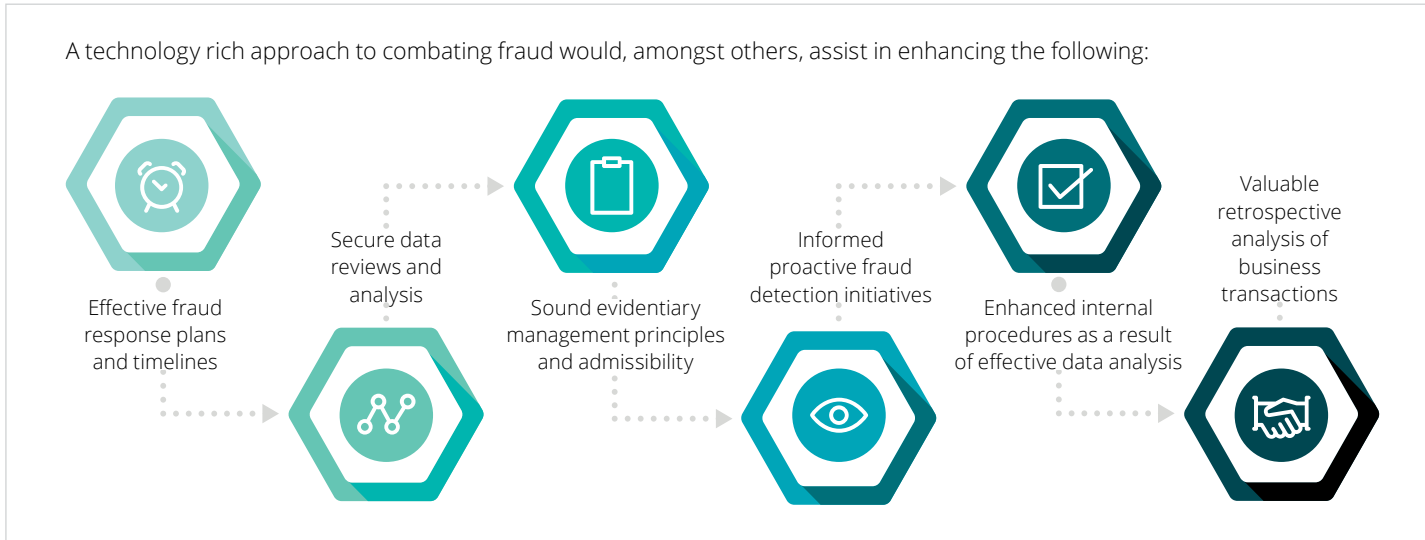 A technology rich approach to combating fraud would, amongst others, assist in enhancing the following:
Effective fraud
response plans
and timelines
Secure data
reviews and
analysis
Sound evidentiary
management principles
and admissibility
Informed
proactive fraud
detection initiatives
Enhanced internal
procedures as a result
of effective data analysis
Valuable
retrospective
analysis of
business
transactions